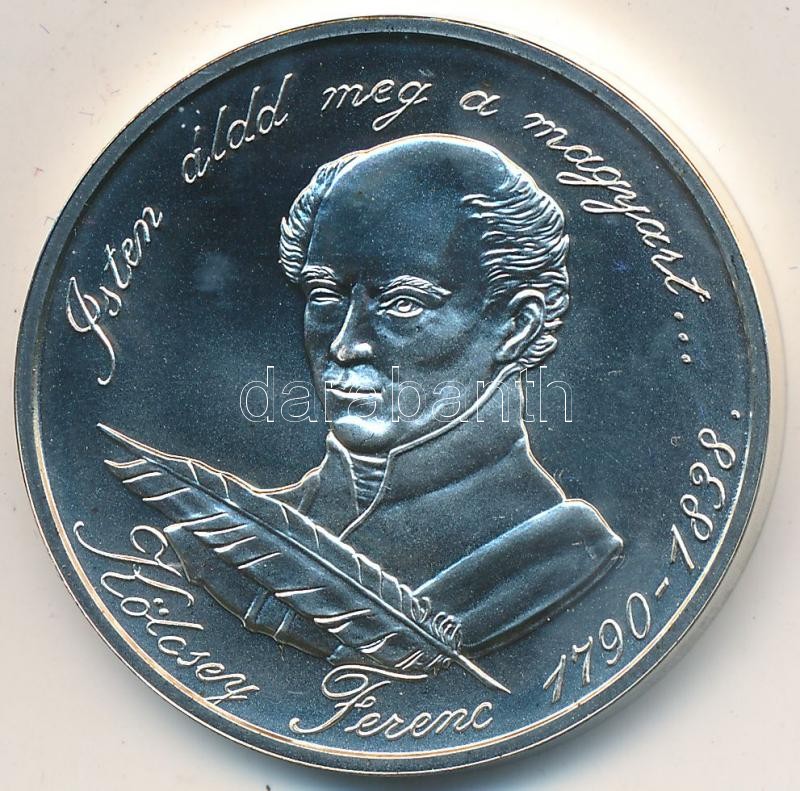 Isten áldd meg a magyart...
Kölcsey Ferenc 1790-1838.
darabanth